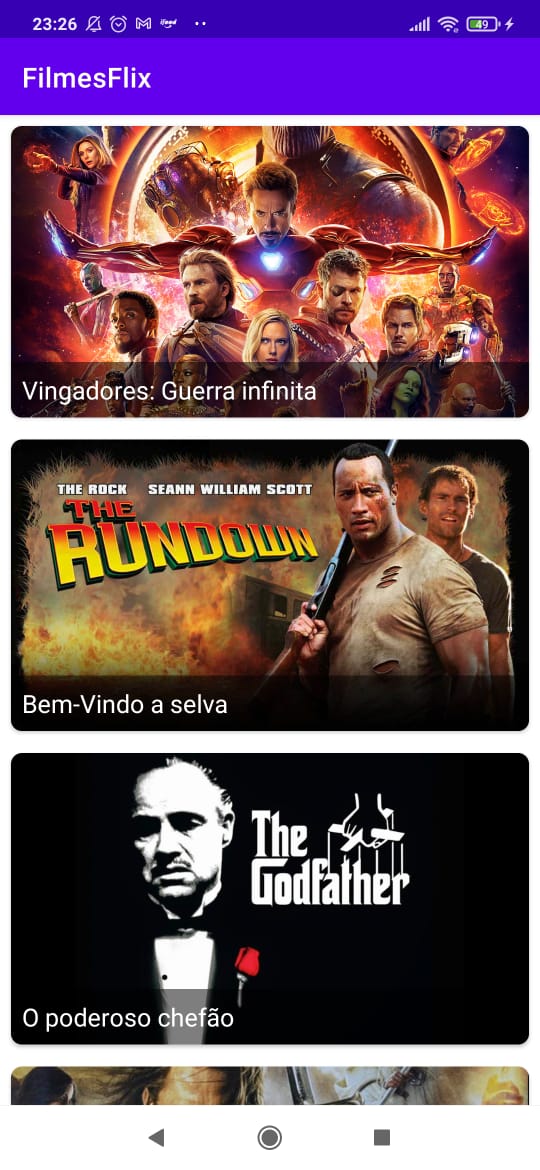 23:26
ifood
49
FilmesFlix
Vingadores: Guerra infinita
THE ROCK SEANN WILLIAM SCOTT
THE
RUNDOWN
Bem-Vindo a selva
The
Godfather
O poderoso chefão